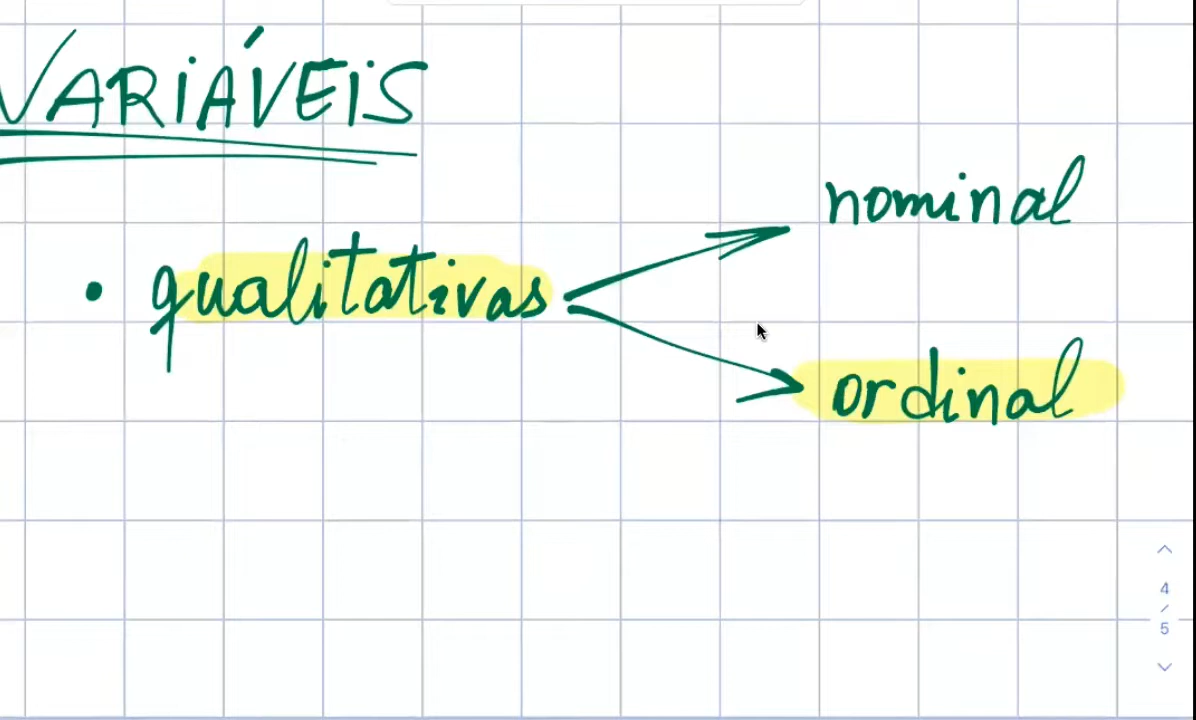 VARIÁVEIS
nominal
• qualitativas
ordinal
4
/
5